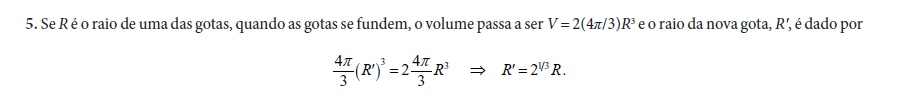 5. Se R é o raio de uma das gotas, quando as gotas se fundem, o volume passa a ser V = 2(4π/3)R³ e o raio da nova gota, R′, é dado por
4π/3 (R′)³ = 2 4π/3 R³ ⇒ R′ = 2^{1/3} R.